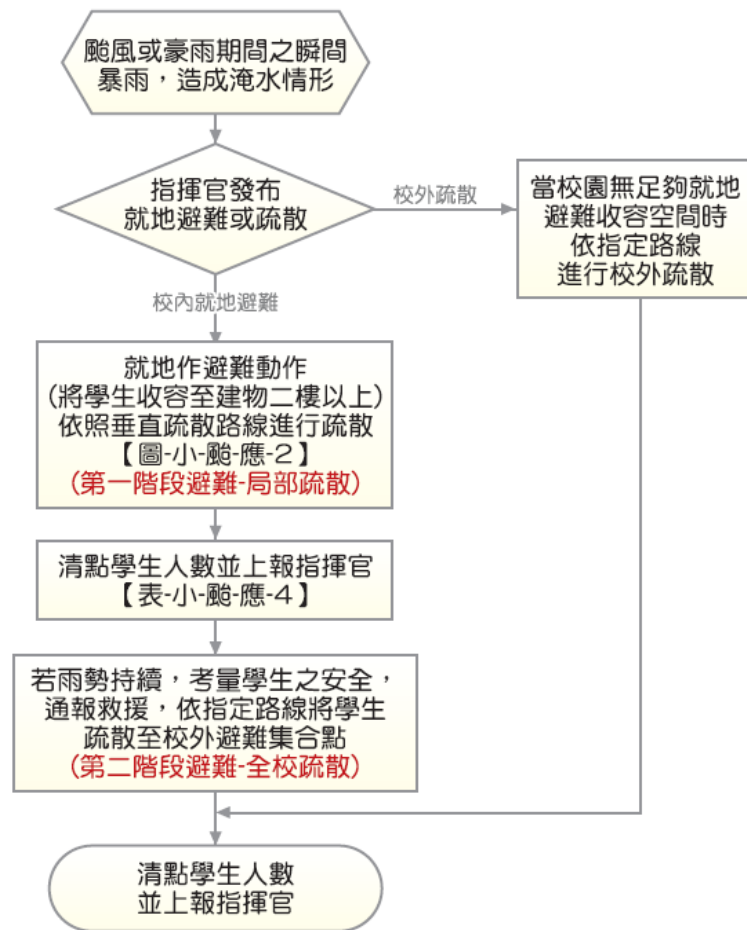 颱風或豪雨期間之瞬間
暴雨，造成淹水情形
指揮官發布
就地避難或疏散
校外疏散
當校園無足夠就地
避難收容空間時
依指定路線
進行校外疏散
校內就地避難
就地作避難動作
(將學生收容至建物二樓以上)
依照垂直疏散路線進行疏散
【圖-小-颱-應-2】
(第一階段避難-局部疏散)
清點學生人數並上報指揮官
【表-小-颱-應-4】
若雨勢持續，考量學生之安全，
通報救援，依指定路線將學生
疏散至校外避難集合點
(第二階段避難-全校疏散)
清點學生人數
並上報指揮官